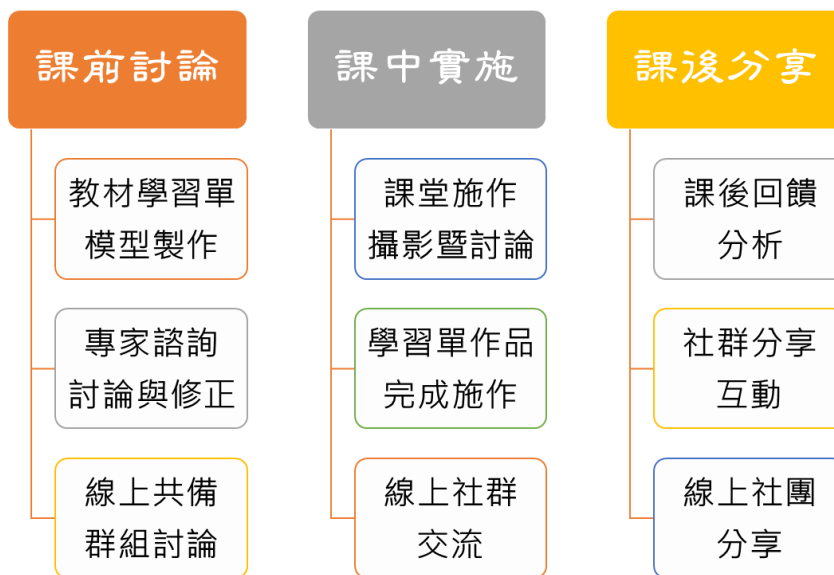 課前討論
教材學習單
模型製作
專家諮詢
討論與修正
線上共備
群組討論
課中實施
課堂施作
攝影暨討論
學習單作品
完成施作
線上社群
交流
課後分享
課後回饋
分析
社群分享
互動
線上社團
分享